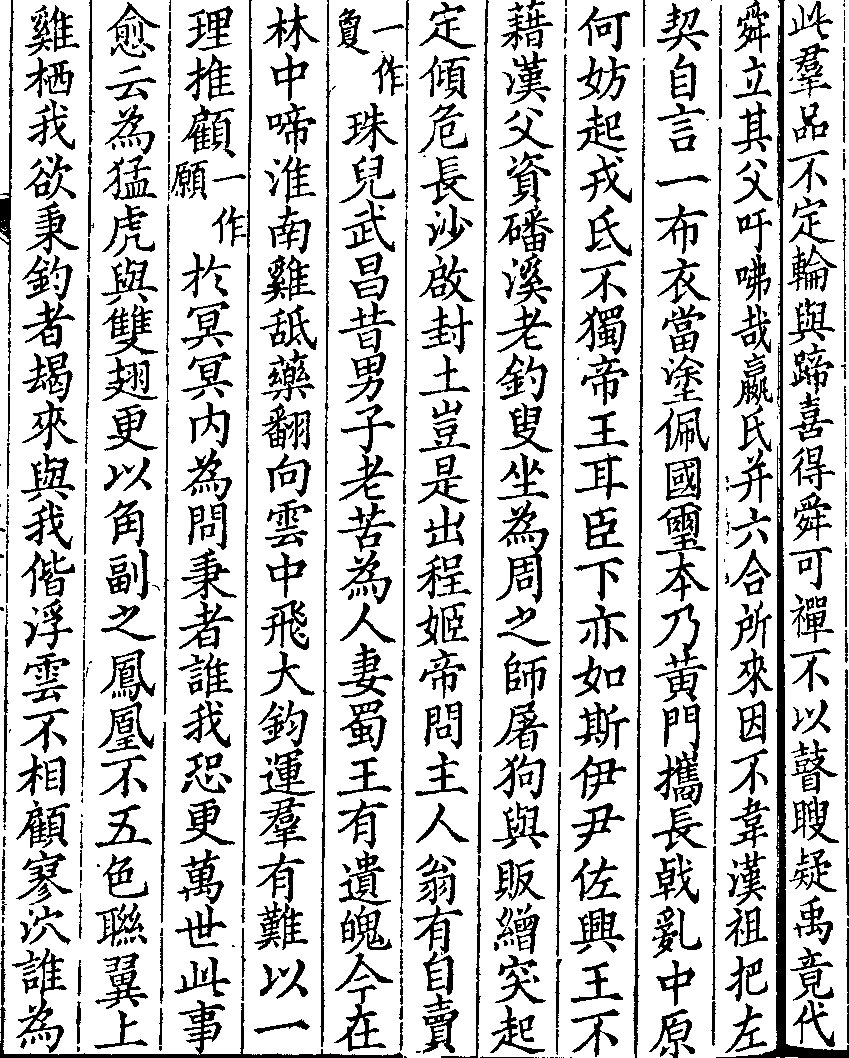 此羣品不定輪與蹄喜得舜可禪不以瞽瞍疑禹竟代
舜立其父吁咈哉嬴氏并六合所來因不韋漢祖把左
契自言一布衣當塗佩國璽本乃黃門攜長戟亂中原
何妨起戎氐不獨帝王耳臣下亦如斯伊尹佐興王不
藉漢父資磻溪老釣叟坐為周之師屠狗與販繒突起
定傾危長沙啟封土豈是出程姬帝問主人翁有自賣
一作負珠兒武昌昔男子老苦為人妻蜀王有遺魄今在
林中啼淮南雞舐藥翻向雲中飛大鈞運羣有難以一
理推顧一作願於冥冥內為問秉者誰我恐更萬世此事
愈云為猛虎與雙翅更以角副之鳳凰不五色聯翼上
雞栖我欲秉鈞者朅來與我偕浮雲不相顧寥泬誰為